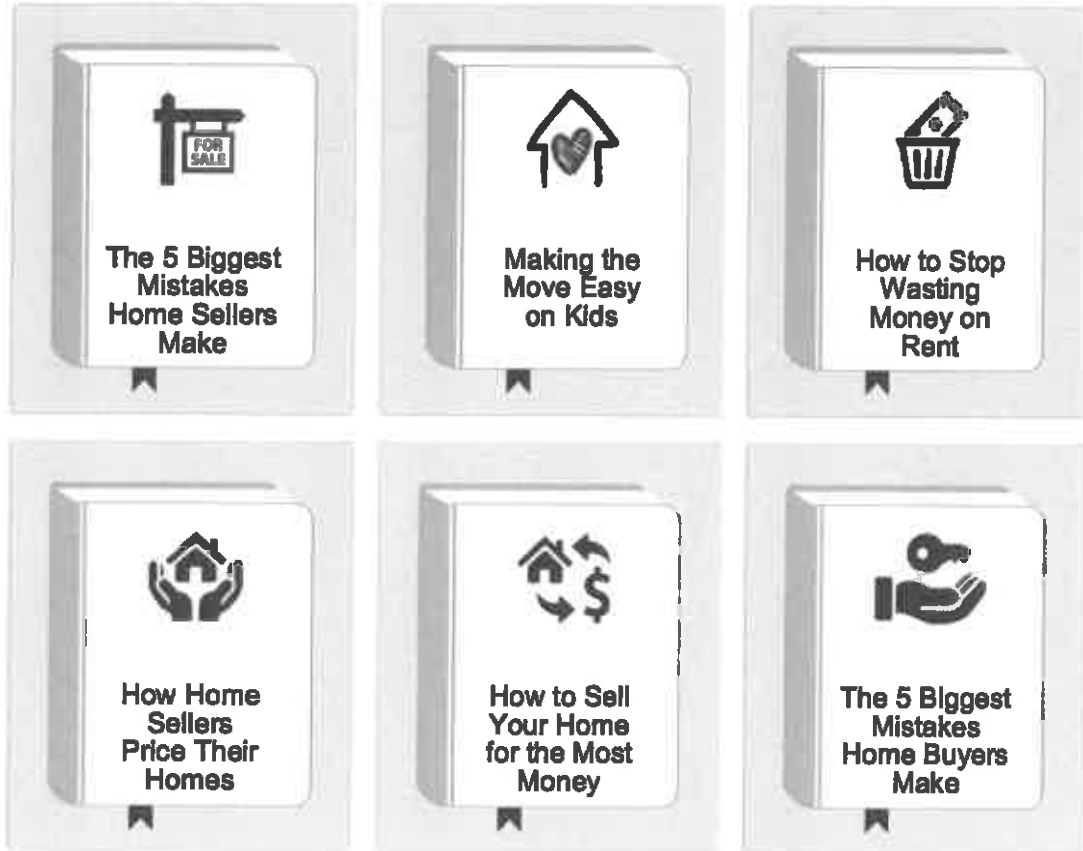 FOR
SALE
The 5 Biggest
Mistakes
Home Sellers
Make
Making the
Move Easy
on Kids
How to Stop
Wasting
Money on
Rent
How Home
Sellers
Price Their
Homes
$
How to Sell
Your Home
for the Most
Money
The 5 Biggest
Mistakes
Home Buyers
Make